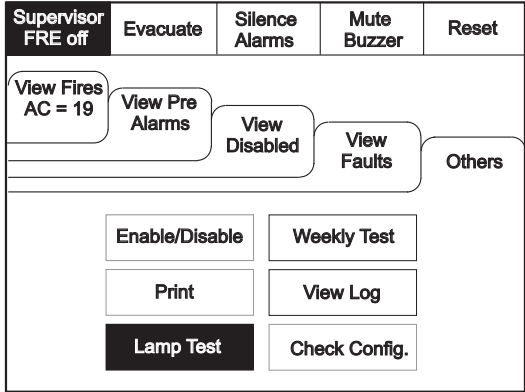 Supervisor
FRE off
Evacuate
Silence
Alarms
Mute
Buzzer
Reset
View Fires
AC = 19
View Pre
Alarms
View
Disabled
View
Faults
Others
Enable/Disable
Weekly Test
Print
View Log
Lamp Test
Check Config.